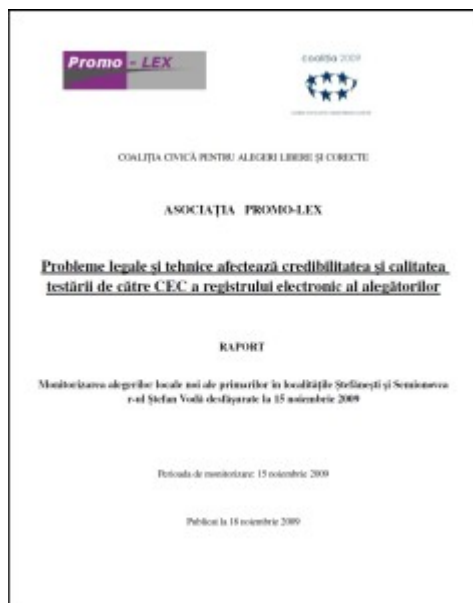 Promo - LEX
coaliția 2009
COALIȚIA CIVICĂ PENTRU ALEGERI LIBERE ȘI CORECTE
ASOCIAȚIA PROMO-LEX
Probleme legale și tehnice afectează credibilitatea și calitatea
testării de către CEC a registrului electronic al alegătorilor
RAPORT
Monitorizarea alegerilor locale noi ale primarilor în localitățile Ștefănești și Semionovca
r-ul Ștefan Vodă desfășurate la 15 noiembrie 2009
Perioada de monitorizare: 15 noiembrie 2009
Publicat la 18 noiembrie 2009